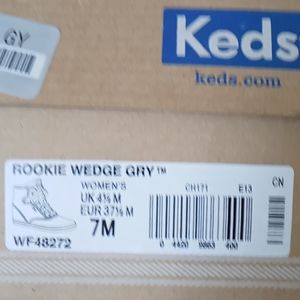 GY
Keds
keds.com
ROOKIE WEDGE GRY™
WOMEN'S CH171 E13 CN
UK 4½ M
EUR 37½ M
7M
WF48272
0 4420 9863 400